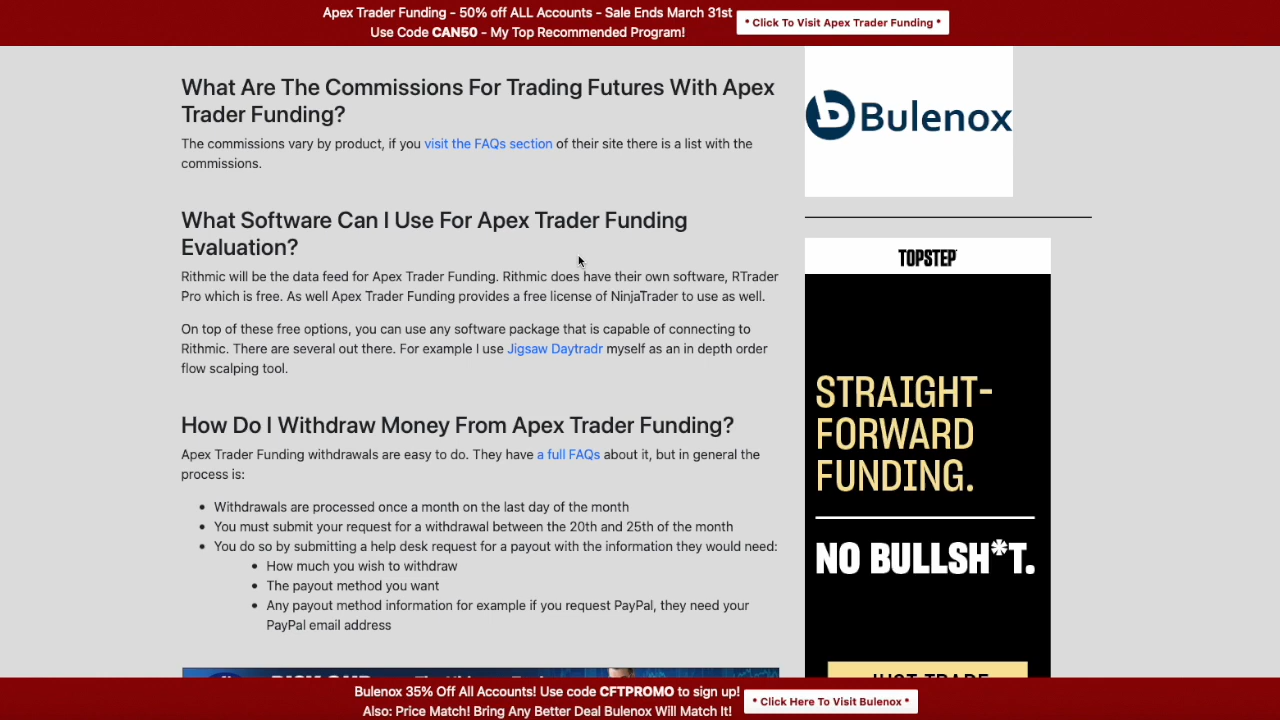 Apex Trader Funding - 50% off ALL Accounts - Sale Ends March 31st
Use Code CAN50 - My Top Recommended Program!
* Click To Visit Apex Trader Funding *
What Are The Commissions For Trading Futures With Apex
Trader Funding?
The commissions vary by product, if you visit the FAQs section of their site there is a list with the
commissions.
What Software Can I Use For Apex Trader Funding
Evaluation?
Rithmic will be the data feed for Apex Trader Funding. Rithmic does have their own software, RTrader
Pro which is free. As well Apex Trader Funding provides a free license of NinjaTrader to use as well.
On top of these free options, you can use any software package that is capable of connecting to
Rithmic. There are several out there. For example I use Jigsaw Daytradr myself as an in depth order
flow scalping tool.
How Do I Withdraw Money From Apex Trader Funding?
Apex Trader Funding withdrawals are easy to do. They have a full FAQs about it, but in general the
process is:
• Withdrawals are processed once a month on the last day of the month
• You must submit your request for a withdrawal between the 20th and 25th of the month
• You do so by submitting a help desk request for a payout with the information they would need:
• How much you wish to withdraw
• The payout method you want
• Any payout method information for example if you request PayPal, they need your
PayPal email address
Bulenox
TOPSTEP
STRAIGHT-
FORWARD
FUNDING.
NO BULLSH*T.
JUST TRADE
Bulenox 35% Off All Accounts! Use code CFTPROMO to sign up!
Also: Price Match! Bring Any Better Deal Bulenox Will Match It!
* Click Here To Visit Bulenox *